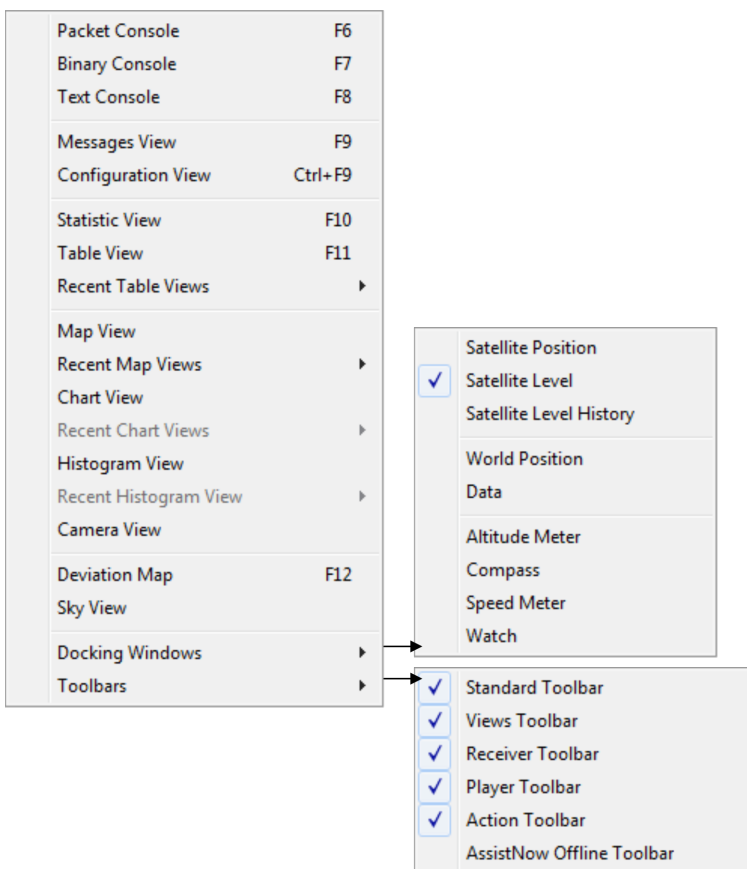 Packet Console F6
Binary Console F7
Text Console F8
Messages View F9
Configuration View Ctrl+F9
Statistic View F10
Table View F11
Recent Table Views
Map View
Recent Map Views
Chart View
Recent Chart Views
Histogram View
Recent Histogram View
Camera View
Deviation Map F12
Sky View
Docking Windows
Toolbars
Satellite Position
Satellite Level
Satellite Level History
World Position
Data
Altitude Meter
Compass
Speed Meter
Watch
Standard Toolbar
Views Toolbar
Receiver Toolbar
Player Toolbar
Action Toolbar
AssistNow Offline Toolbar